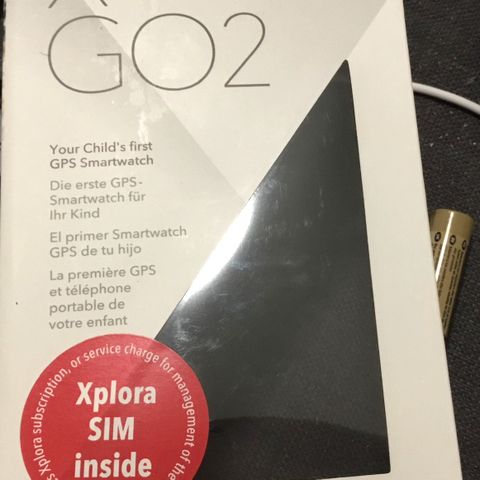 GO2
Your Child's first
GPS Smartwatch
Die erste GPS-
Smartwatch für
Ihr Kind
El primer Smartwatch
GPS de tu hijo
La première GPS
et téléphone
portable de
votre enfant
Xplora subscription, or service charge for management of the
Xplora
SIM
inside